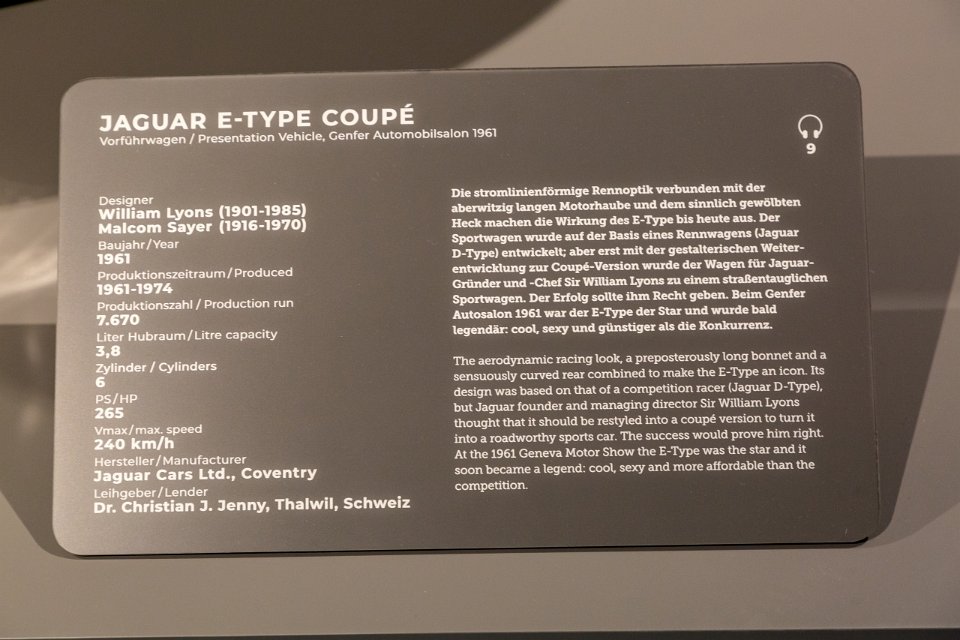 JAGUAR E-TYPE COUPÉ
Vorführwagen / Presentation Vehicle, Genfer Automobilsalon 1961
9
Designer
William Lyons (1901-1985)
Malcom Sayer (1916-1970)
Baujahr/Year
1961
Produktionszeitraum/Produced
1961-1974
Produktionszahl / Production run
7.670
Liter Hubraum/Litre capacity
3,8
Zylinder / Cylinders
6
PS/HP
265
Vmax/max. speed
240 km/h
Hersteller/Manufacturer
Jaguar Cars Ltd., Coventry
Leihgeber/Lender
Dr. Christian J. Jenny, Thalwil, Schweiz
Die stromlinienförmige Rennoptik verbunden mit der
aberwitzig langen Motorhaube und dem sinnlich gewölbten
Heck machen die Wirkung des E-Type bis heute aus. Der
Sportwagen wurde auf der Basis eines Rennwagens (Jaguar
D-Type) entwickelt; aber erst mit der gestalterischen Weiter-
entwicklung zur Coupé-Version wurde der Wagen für Jaguar-
Gründer und -Chef Sir William Lyons zu einem straßentauglichen
Sportwagen. Der Erfolg sollte ihm Recht geben. Beim Genfer
Autosalon 1961 war der E-Type der Star und wurde bald
legendär: cool, sexy und günstiger als die Konkurrenz.
The aerodynamic racing look, a preposterously long bonnet and a
sensuously curved rear combined to make the E-Type an icon. Its
design was based on that of a competition racer (Jaguar D-Type),
but Jaguar founder and managing director Sir William Lyons
thought that it should be restyled into a coupé version to turn it
into a roadworthy sports car. The success would prove him right.
At the 1961 Geneva Motor Show the E-Type was the star and it
soon became a legend: cool, sexy and more affordable than the
competition.